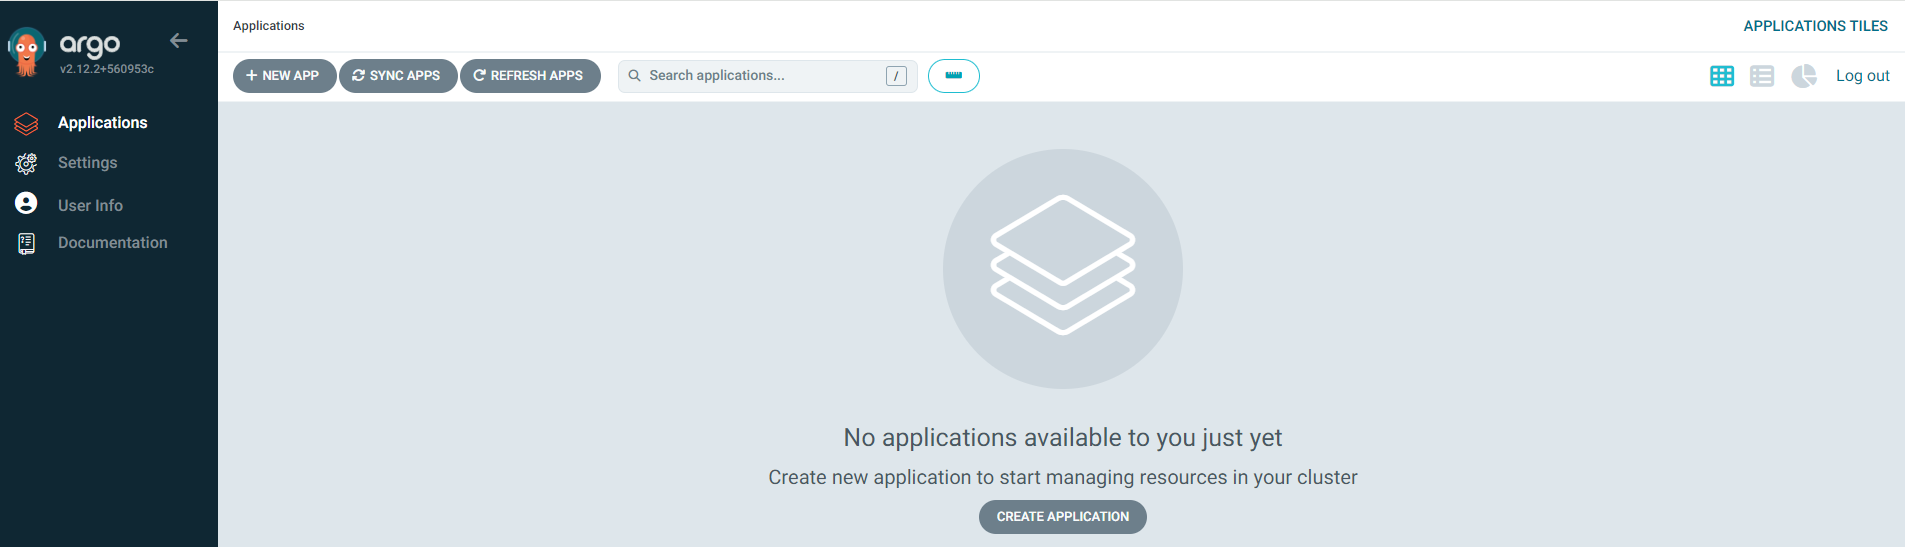 argo
v2.12.2+560953c
Applications
Settings
User Info
Documentation
Applications
APPLICATIONS TILES
NEW APP
SYNC APPS
REFRESH APPS
Search applications...
/
Log out
No applications available to you just yet
Create new application to start managing resources in your cluster
CREATE APPLICATION